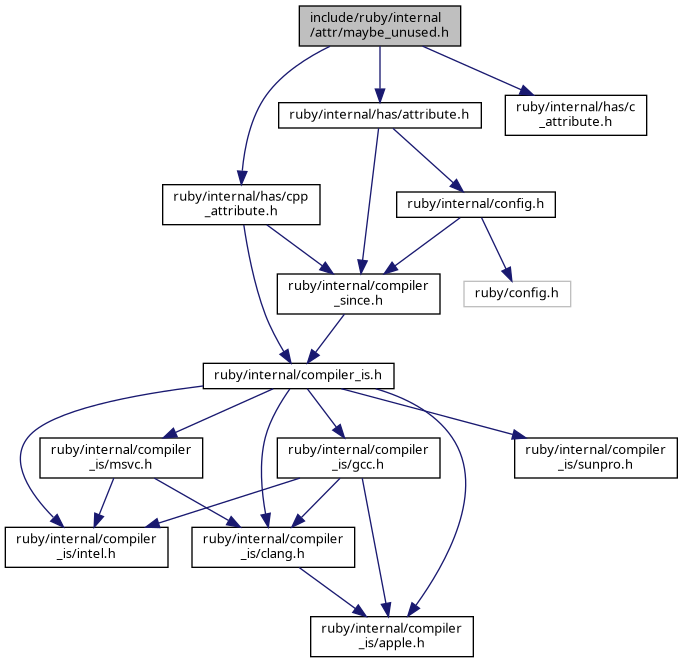 include/ruby/internal
/attr/maybe_unused.h
ruby/internal/has/c
_attribute.h
ruby/internal/has/attribute.h
ruby/internal/has/cpp
_attribute.h
ruby/internal/config.h
ruby/internal/compiler
_since.h
ruby/config.h
ruby/internal/compiler_is.h
ruby/internal/compiler
_is/msvc.h
ruby/internal/compiler
_is/gcc.h
ruby/internal/compiler
_is/sunpro.h
ruby/internal/compiler
_is/intel.h
ruby/internal/compiler
_is/clang.h
ruby/internal/compiler
_is/apple.h